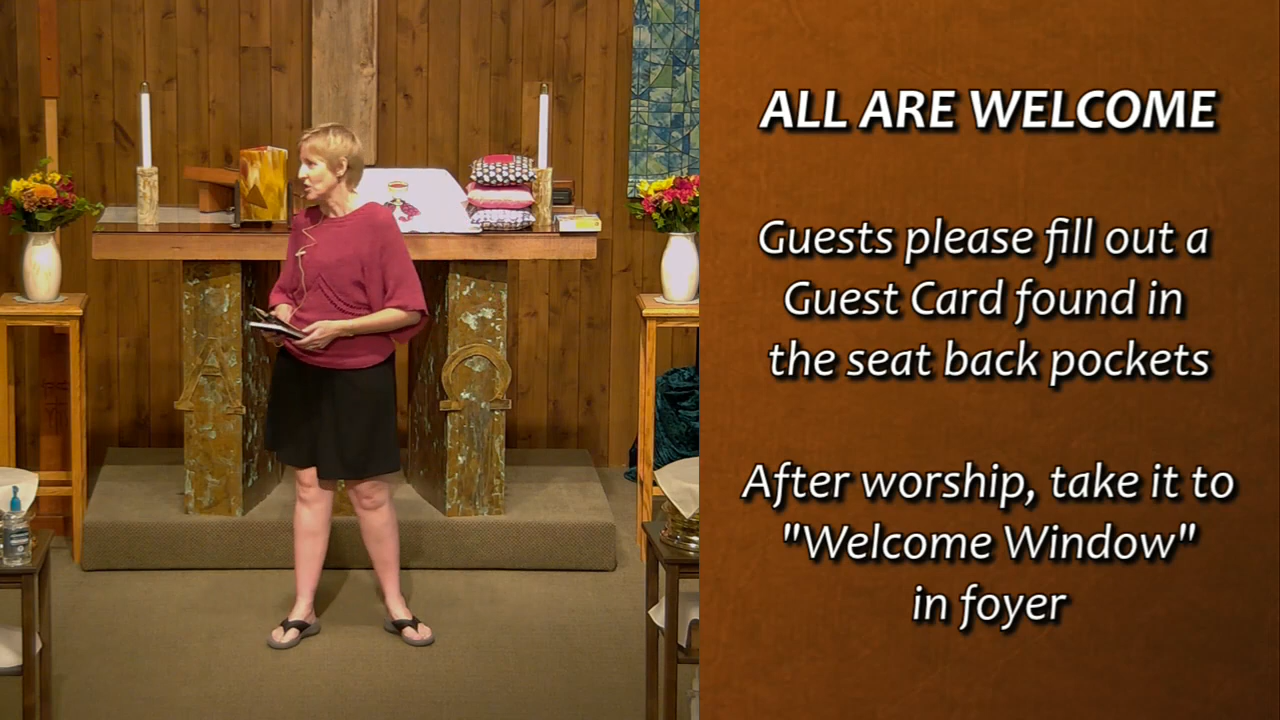 ALL ARE WELCOME
Guests please fill out a
Guest Card found in
the seat back pockets
After worship, take it to
"Welcome Window"
in foyer
Α
Ω